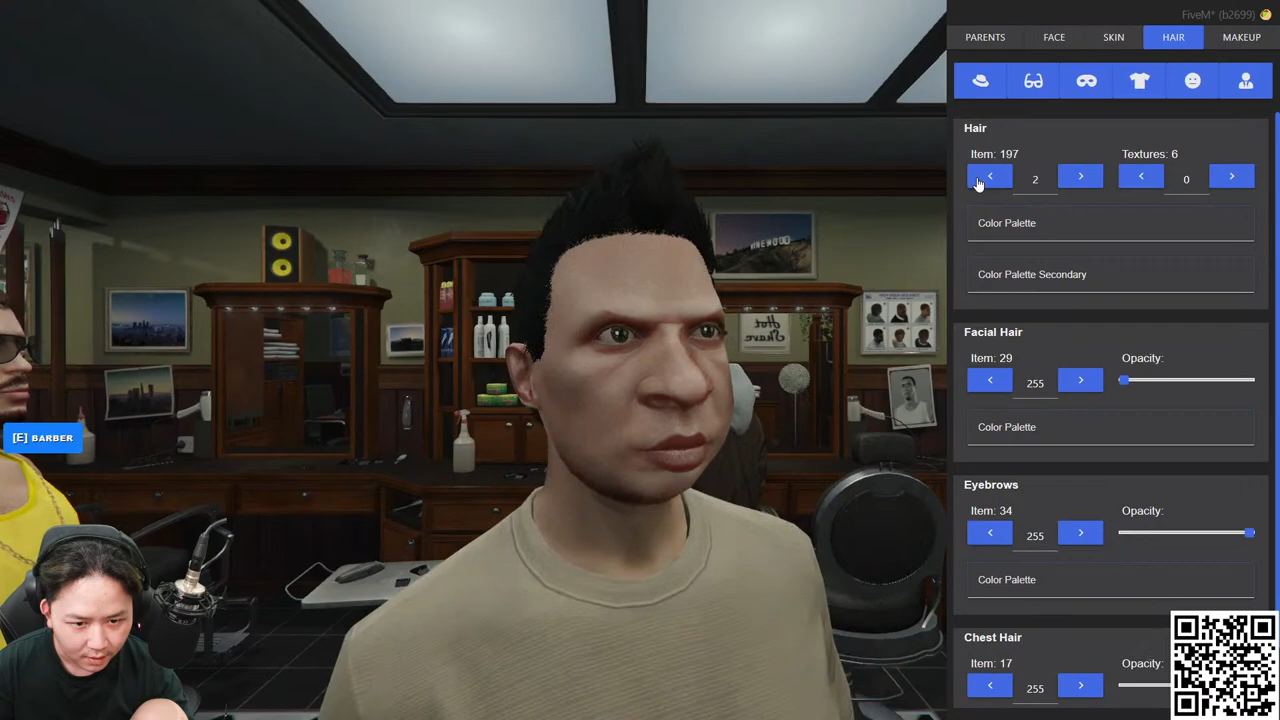 FiveM* (b2699)
PARENTS FACE SKIN HAIR MAKEUP
Hair
Item: 197 Textures: 6
2 0
Color Palette
Color Palette Secondary
Facial Hair
Item: 29 Opacity:
255
Color Palette
Eyebrows
Item: 34 Opacity:
255
Color Palette
Chest Hair
Item: 17 Opacity:
255
[E] BARBER
Hot
Shave